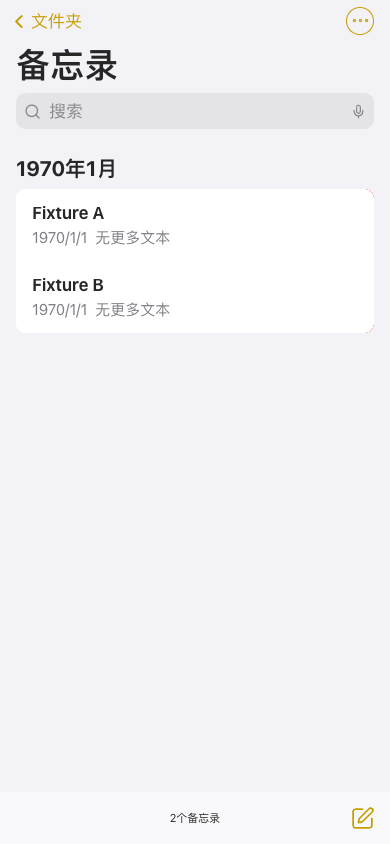 文件夹
备忘录
搜索
1970年1月
Fixture A
1970/1/1 无更多文本
Fixture B
1970/1/1 无更多文本
2个备忘录